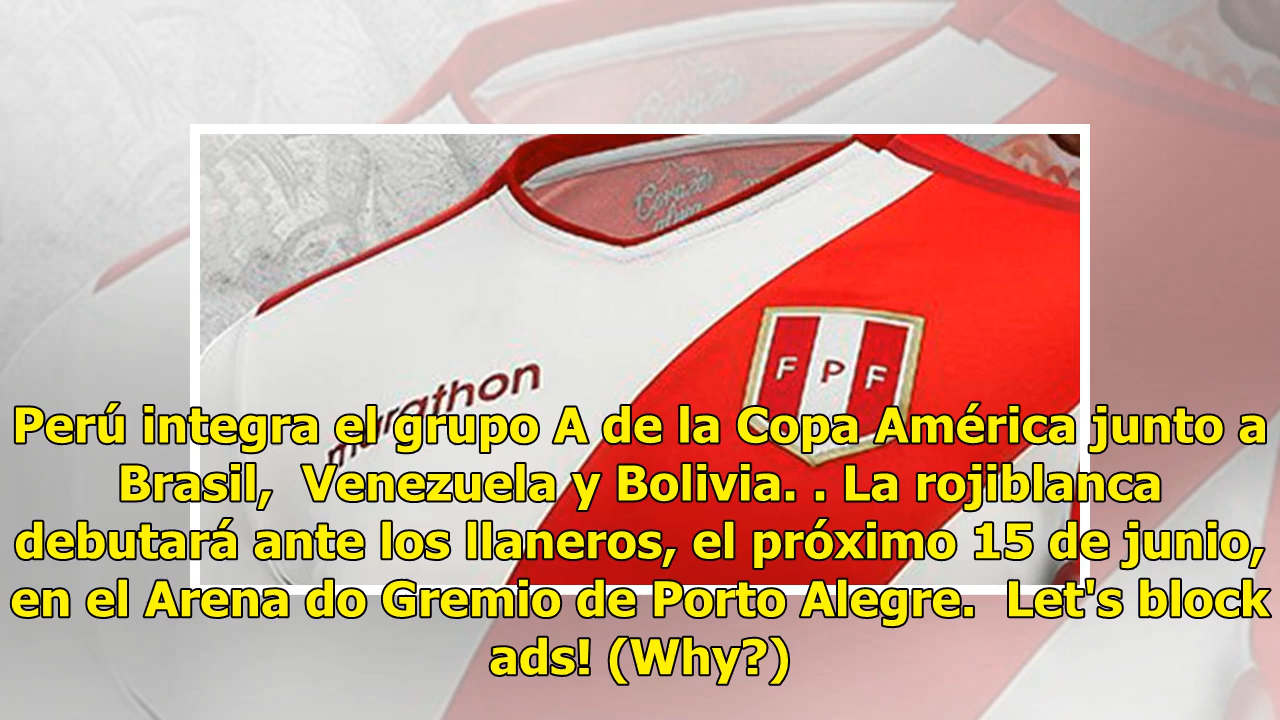 Corazón
marathon
FPF
Perú integra el grupo A de la Copa América junto a
Brasil,  Venezuela y Bolivia. . La rojiblanca
debutará ante los llaneros, el próximo 15 de junio,
en el Arena do Gremio de Porto Alegre.  Let's block
ads! (Why?)